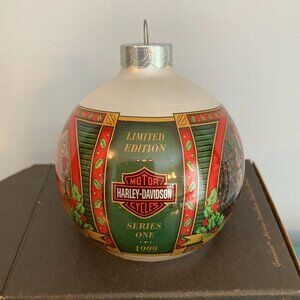 LIMITED
EDITION
MOTOR
HARLEY-DAVIDSON
CYCLES
SERIES
ONE
1999